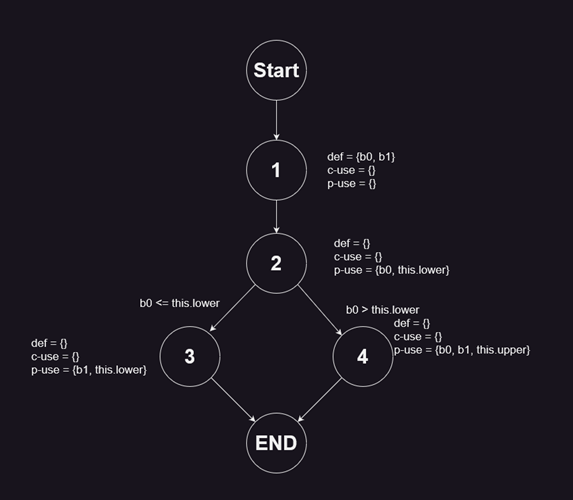 Start
1
def = {b0, b1}
c-use = {}
p-use = {}
2
def = {}
c-use = {}
p-use = {b0, this.lower}
b0 <= this.lower
b0 > this.lower
def = {}
c-use = {}
p-use = {b1, this.lower}
3
4
def = {}
c-use = {}
p-use = {b0, b1, this.upper}
END